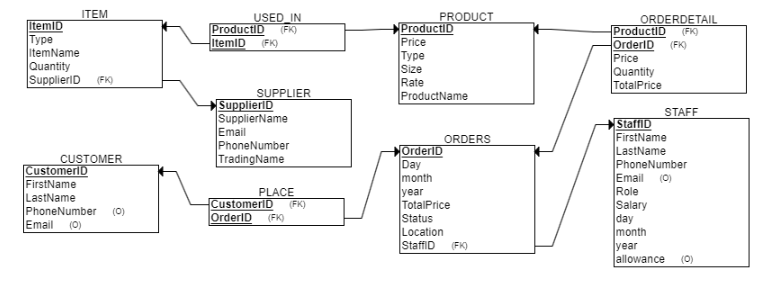 ITEM
ItemID
Type
ItemName
Quantity
SupplierID (FK)
USED_IN
ProductID (FK)
ItemID (FK)
PRODUCT
ProductID
Price
Type
Size
Rate
ProductName
ORDERDETAIL
ProductID (FK)
OrderID (FK)
Price
Quantity
TotalPrice
SUPPLIER
SupplierID
SupplierName
Email
PhoneNumber
TradingName
STAFF
StaffID
FirstName
LastName
PhoneNumber
Email (O)
Role
Salary
day
month
year
allowance (O)
CUSTOMER
CustomerID
FirstName
LastName
PhoneNumber (O)
Email (O)
PLACE
CustomerID (FK)
OrderID (FK)
ORDERS
OrderID
Day
month
year
TotalPrice
Status
Location
StaffID (FK)